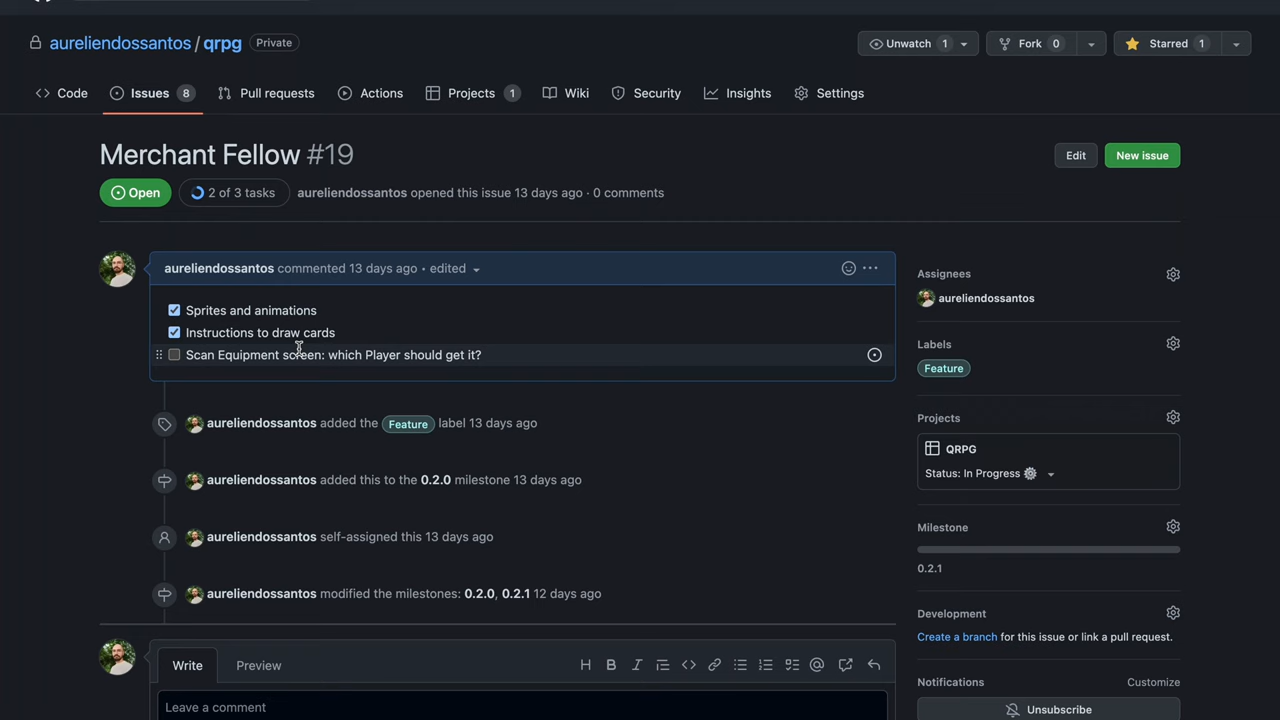 aureliendossantos / qrpg Private
Unwatch 1 Fork 0 Starred 1
Code Issues 8 Pull requests Actions Projects 1 Wiki Security Insights Settings
Merchant Fellow #19
Edit New issue
Open 2 of 3 tasks aureliendossantos opened this issue 13 days ago · 0 comments
aureliendossantos commented 13 days ago • edited
Sprites and animations
Instructions to draw cards
Scan Equipment screen: which Player should get it?
aureliendossantos added the Feature label 13 days ago
aureliendossantos added this to the 0.2.0 milestone 13 days ago
aureliendossantos self-assigned this 13 days ago
aureliendossantos modified the milestones: 0.2.0, 0.2.1 12 days ago
Write Preview
Leave a comment
Assignees
aureliendossantos
Labels
Feature
Projects
QRPG
Status: In Progress
Milestone
0.2.1
Development
Create a branch for this issue or link a pull request.
Notifications Customize
Unsubscribe